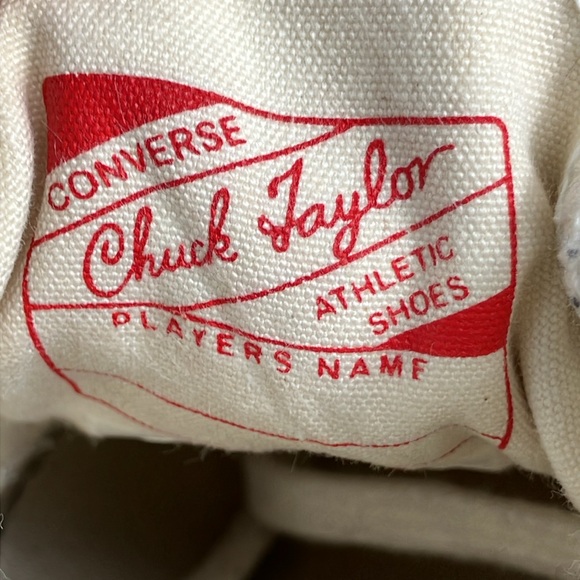 CONVERSE
Chuck Taylor
ATHLETIC
SHOES
PLAYERS NAME